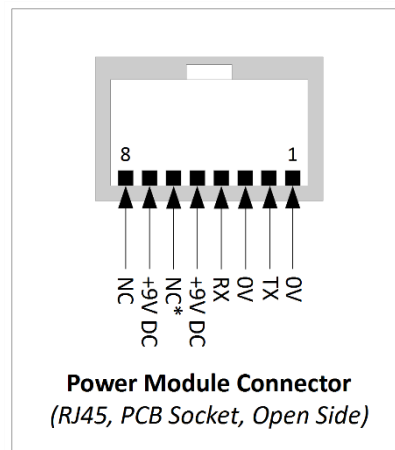 8 1
NC
+9V DC
NC*
+9V DC
RX
0V
TX
0V
Power Module Connector
(RJ45, PCB Socket, Open Side)